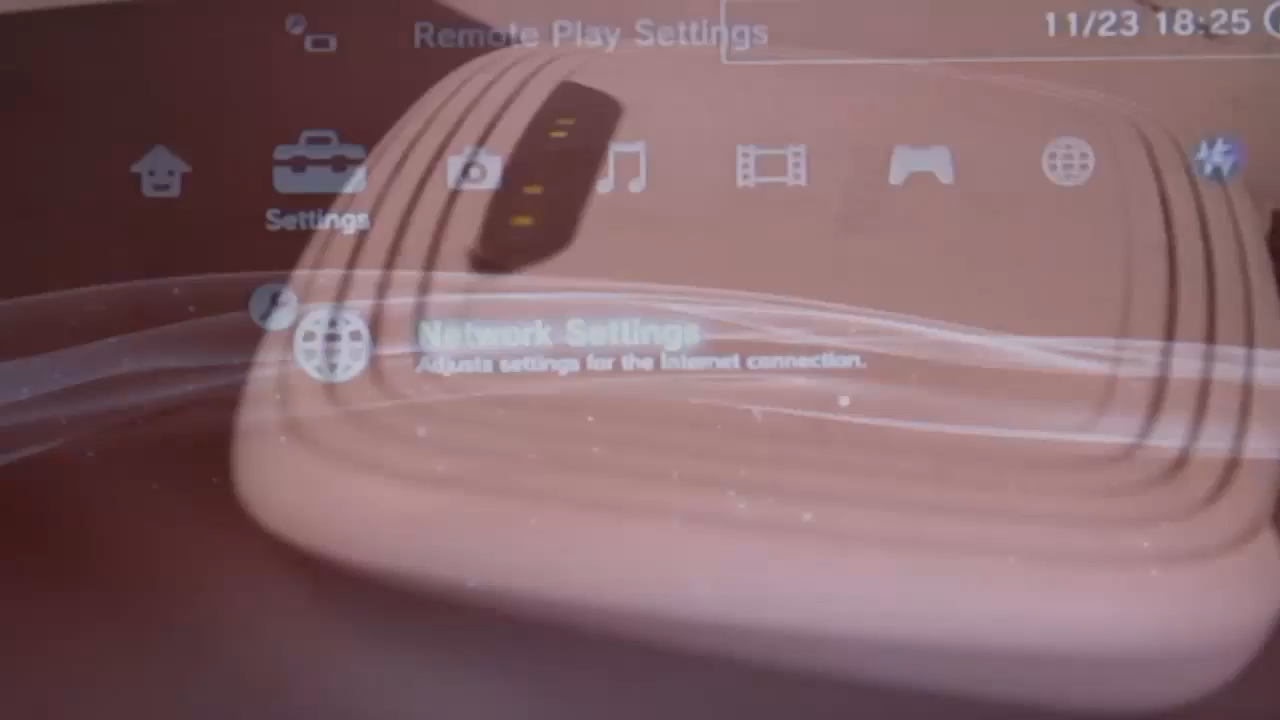 Remote Play Settings
11/23 18:25
Settings
Network Settings
Adjusts settings for the Internet connection.